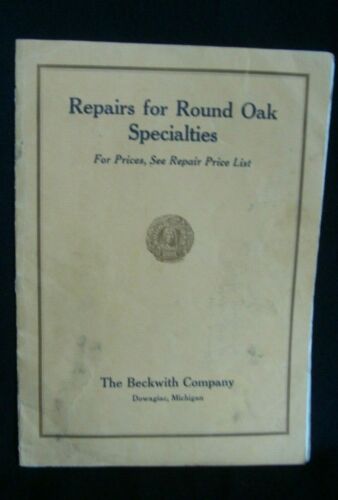 Repairs for Round Oak
Specialties
For Prices, See Repair Price List
The Beckwith Company
Dowagiac, Michigan